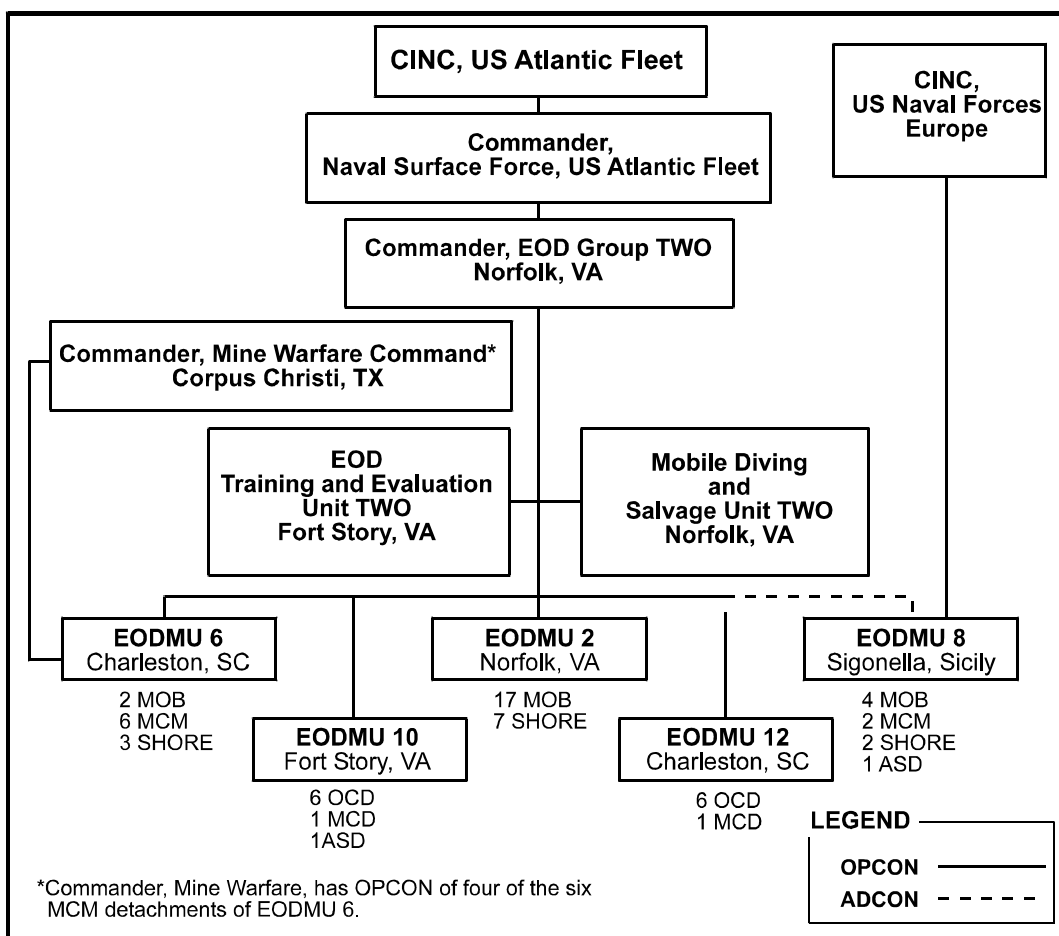 CINC, US Atlantic Fleet
CINC,
US Naval Forces
Europe
Commander,
Naval Surface Force, US Atlantic Fleet
Commander, EOD Group TWO
Norfolk, VA
Commander, Mine Warfare Command*
Corpus Christi, TX
EOD
Training and Evaluation
Unit TWO
Fort Story, VA
Mobile Diving
and
Salvage Unit TWO
Norfolk, VA
EODMU 6
Charleston, SC
2 MOB
6 MCM
3 SHORE
EODMU 10
Fort Story, VA
6 OCD
1 MCD
1ASD
EODMU 2
Norfolk, VA
17 MOB
7 SHORE
EODMU 12
Charleston, SC
6 OCD
1 MCD
EODMU 8
Sigonella, Sicily
4 MOB
2 MCM
2 SHORE
1 ASD
LEGEND
OPCON
ADCON
*Commander, Mine Warfare, has OPCON of four of the six
MCM detachments of EODMU 6.